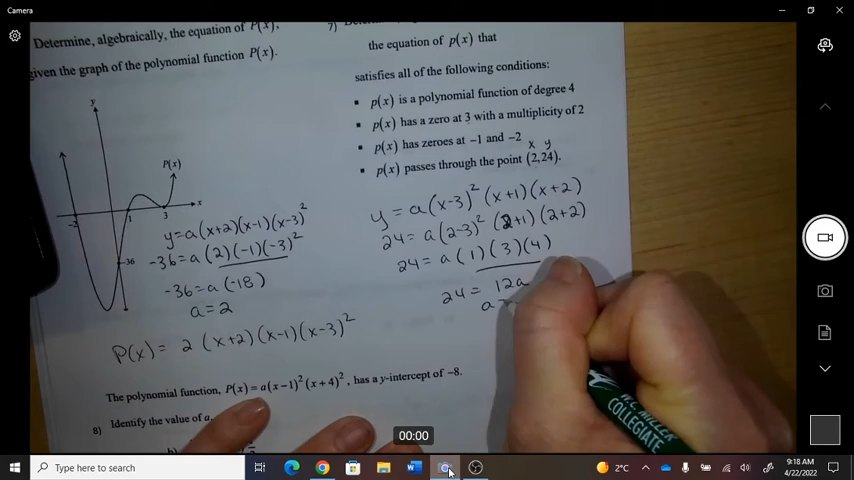 Camera
Determine, algebraically, the equation of P(x),
given the graph of the polynomial function P(x).
y
P(x)
x
-2
1
3
-36
y = a(x+2)(x-1)(x-3)²
-36 = a(2)(-1)(-3)²
-36 = a(-18)
a = 2
P(x) = 2 (x+2)(x-1)(x-3)²
7)
the equation of p(x) that
satisfies all of the following conditions:
▪ p(x) is a polynomial function of degree 4
▪ p(x) has a zero at 3 with a multiplicity of 2
▪ p(x) has zeroes at −1 and −2
x y
▪ p(x) passes through the point (2,24).
y = a(x-3)² (x+1)(x+2)
24 = a(2-3)² (2+1)(2+2)
24 = a(1)(3)(4)
24 = 12a
a =
The polynomial function, P(x) = a(x−1)²(x+4)², has a y-intercept of −8.
8) Identify the value of a.
b)
W.C. MILLER
COLLEGIATE
00:00
Type here to search
2°C
9:18 AM
4/22/2022